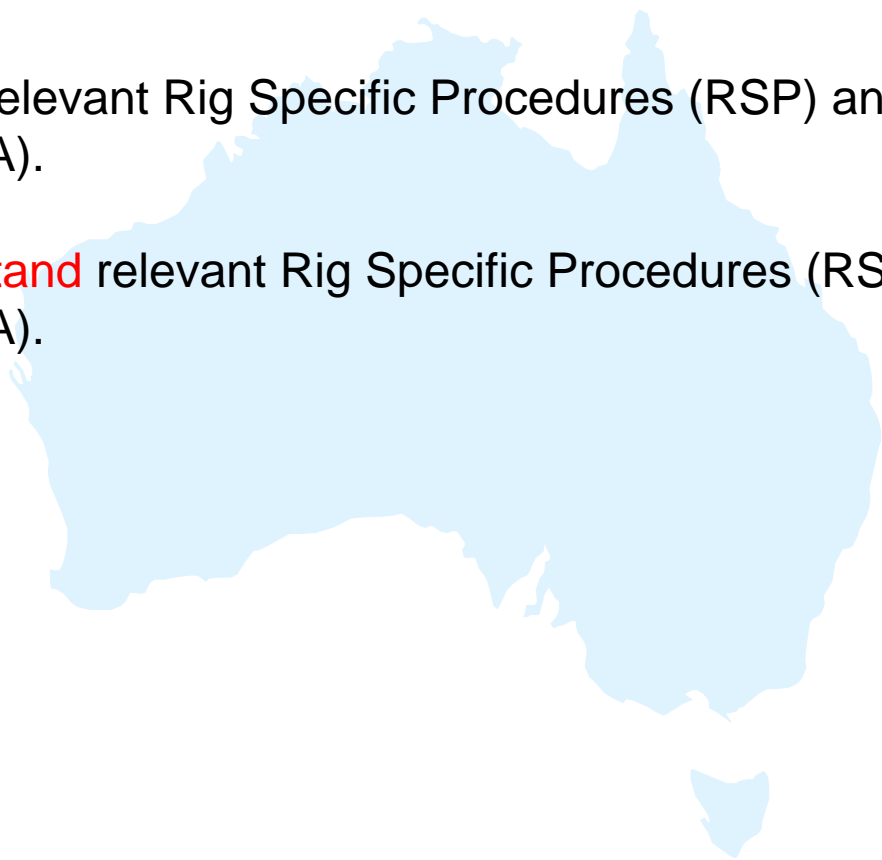 elevant Rig Specific Procedures (RSP) an
A).
tand relevant Rig Specific Procedures (RS
A).